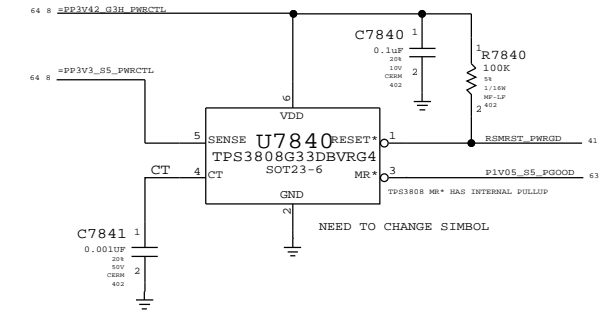 64 8 =PP3V42_G3H_PWRCTL
C7840 1
0.1uF
20%
10V
CERM
402
2
1 R7840
100K
5%
1/16W
MF-LF
402
2
64 8 =PP3V3_S5_PWRCTL
6
VDD
5 SENSE U7840 RESET* 1 RSMRST_PWRGD 41
TPS3808G33DBVRG4
SOT23-6
CT 4 CT MR* 3 P1V05_S5_PGOOD 63
TPS3808 MR* HAS INTERNAL PULLUP
GND
2
NEED TO CHANGE SIMBOL
C7841 1
0.001UF
20%
50V
CERM
402
2